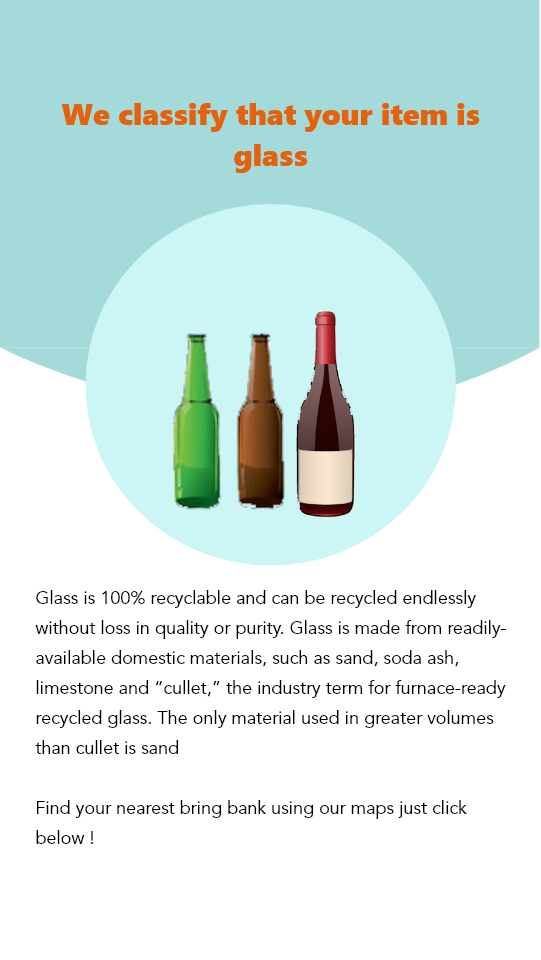 We classify that your item is
glass
Glass is 100% recyclable and can be recycled endlessly
without loss in quality or purity. Glass is made from readily-
available domestic materials, such as sand, soda ash,
limestone and “cullet,” the industry term for furnace-ready
recycled glass. The only material used in greater volumes
than cullet is sand
Find your nearest bring bank using our maps just click
below !